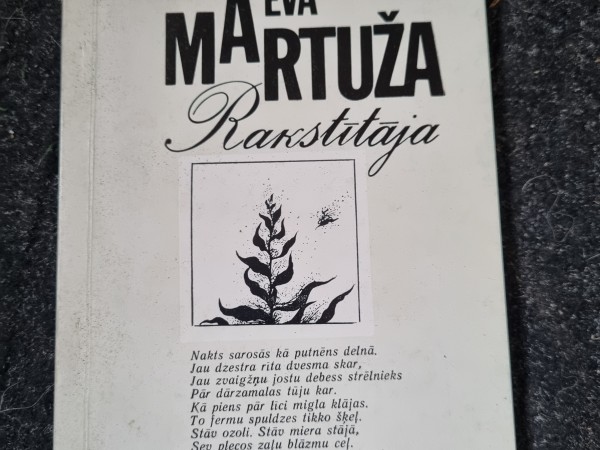 EVA
MARTUŽA
Rakstītāja
Nakts sarosās kā putnēns delnā.
Jau dzestra rīta dvesma skar,
Jau zvaigžņu jostu debess strēlnieks
Pār dārzamalas tūju kar.
Kā piens pār līci migla klājas.
To fermu spuldzes tikko šķeļ.
Stāv ozoli. Stāv miera stājā,
Sev plecos zaļu blāzmu ceļ.